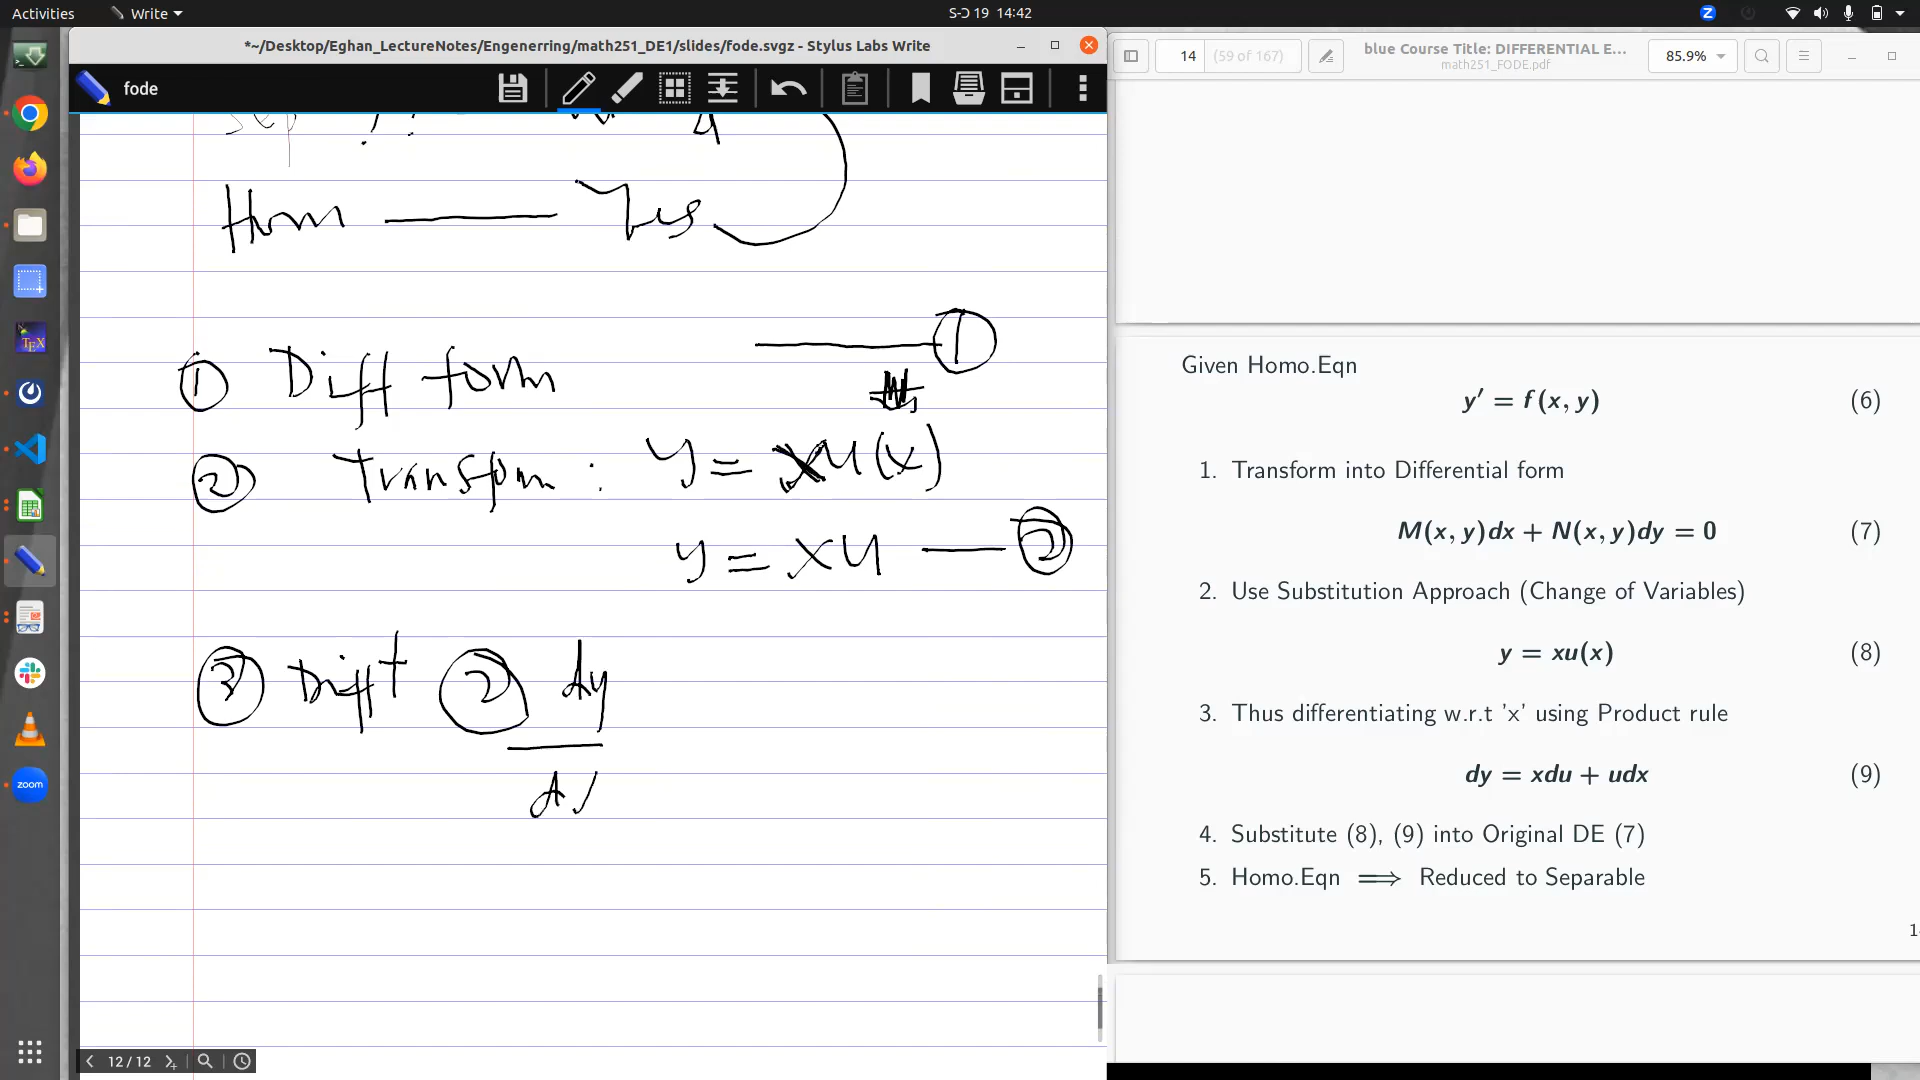 Activities
Write
S-Ɔ 19 14:42
*~/Desktop/Eghan_LectureNotes/Engenerring/math251_DE1/slides/fode.svgz - Stylus Labs Write
fode
14
(59 of 167)
blue Course Title: DIFFERENTIAL E...
math251_FODE.pdf
85.9%
sep ??
Hom — Yes
① Diff form — ①
② Transform : y = xu(x)
y = xu — ②
③ Difft ② dy
d
12 / 12
zoom
Given Homo.Eqn
y′ = f(x, y) (6)
1. Transform into Differential form
M(x, y)dx + N(x, y)dy = 0 (7)
2. Use Substitution Approach (Change of Variables)
y = xu(x) (8)
3. Thus differentiating w.r.t 'x' using Product rule
dy = xdu + udx (9)
4. Substitute (8), (9) into Original DE (7)
5. Homo.Eqn ⟹ Reduced to Separable